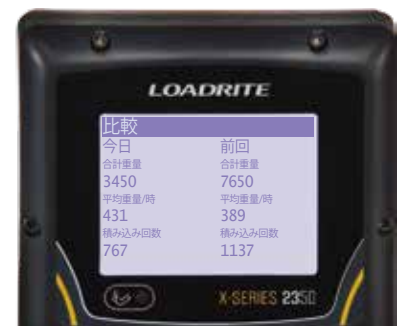 LOADRITE
比較
今日 前回
合計重量 合計重量
3450 7650
平均重量/時 平均重量/時
431 389
積み込み回数 積み込み回数
767 1137
X-SERIES 2350